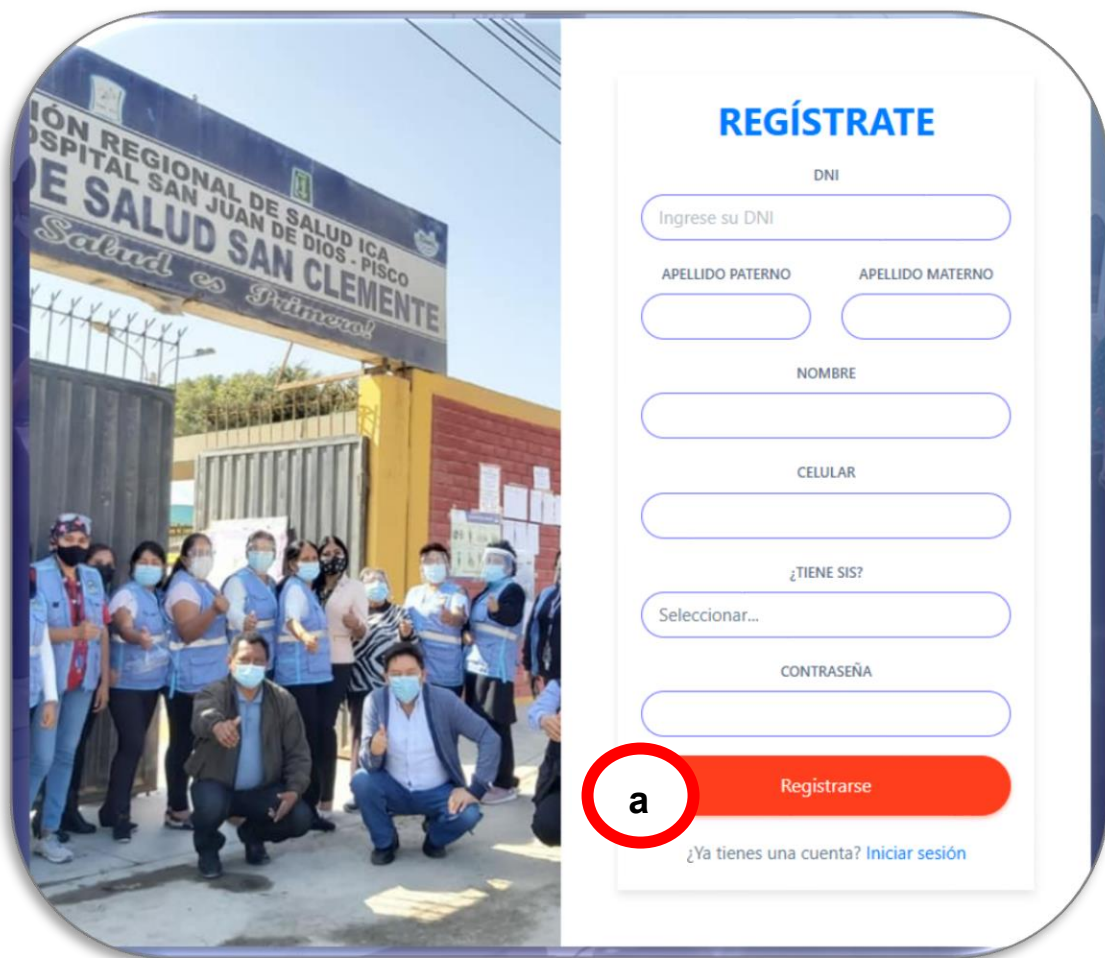 IÓN REGIONAL DE SALUD ICA
OSPITAL SAN JUAN DE DIOS - PISCO
DE SALUD SAN CLEMENTE
Salud es Primero!
REGÍSTRATE
DNI
Ingrese su DNI
APELLIDO PATERNO APELLIDO MATERNO
NOMBRE
CELULAR
¿TIENE SIS?
Seleccionar...
CONTRASEÑA
a Registrarse
¿Ya tienes una cuenta? Iniciar sesión